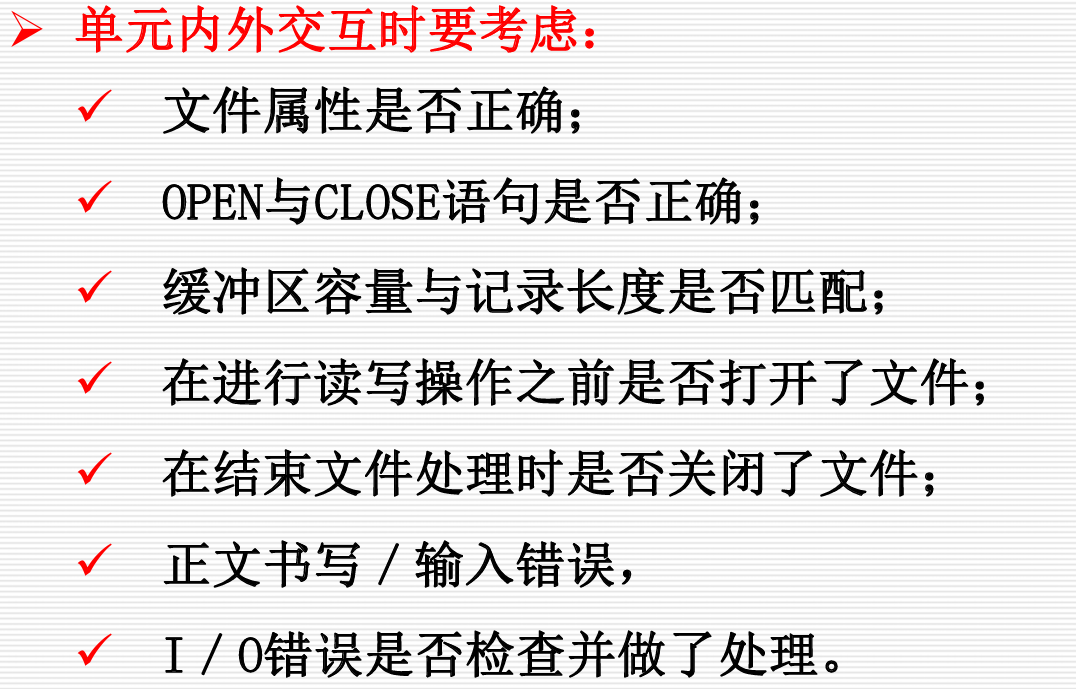 单元内外交互时要考虑：
文件属性是否正确；
OPEN与CLOSE语句是否正确；
缓冲区容量与记录长度是否匹配；
在进行读写操作之前是否打开了文件；
在结束文件处理时是否关闭了文件；
正文书写／输入错误，
I／O错误是否检查并做了处理。